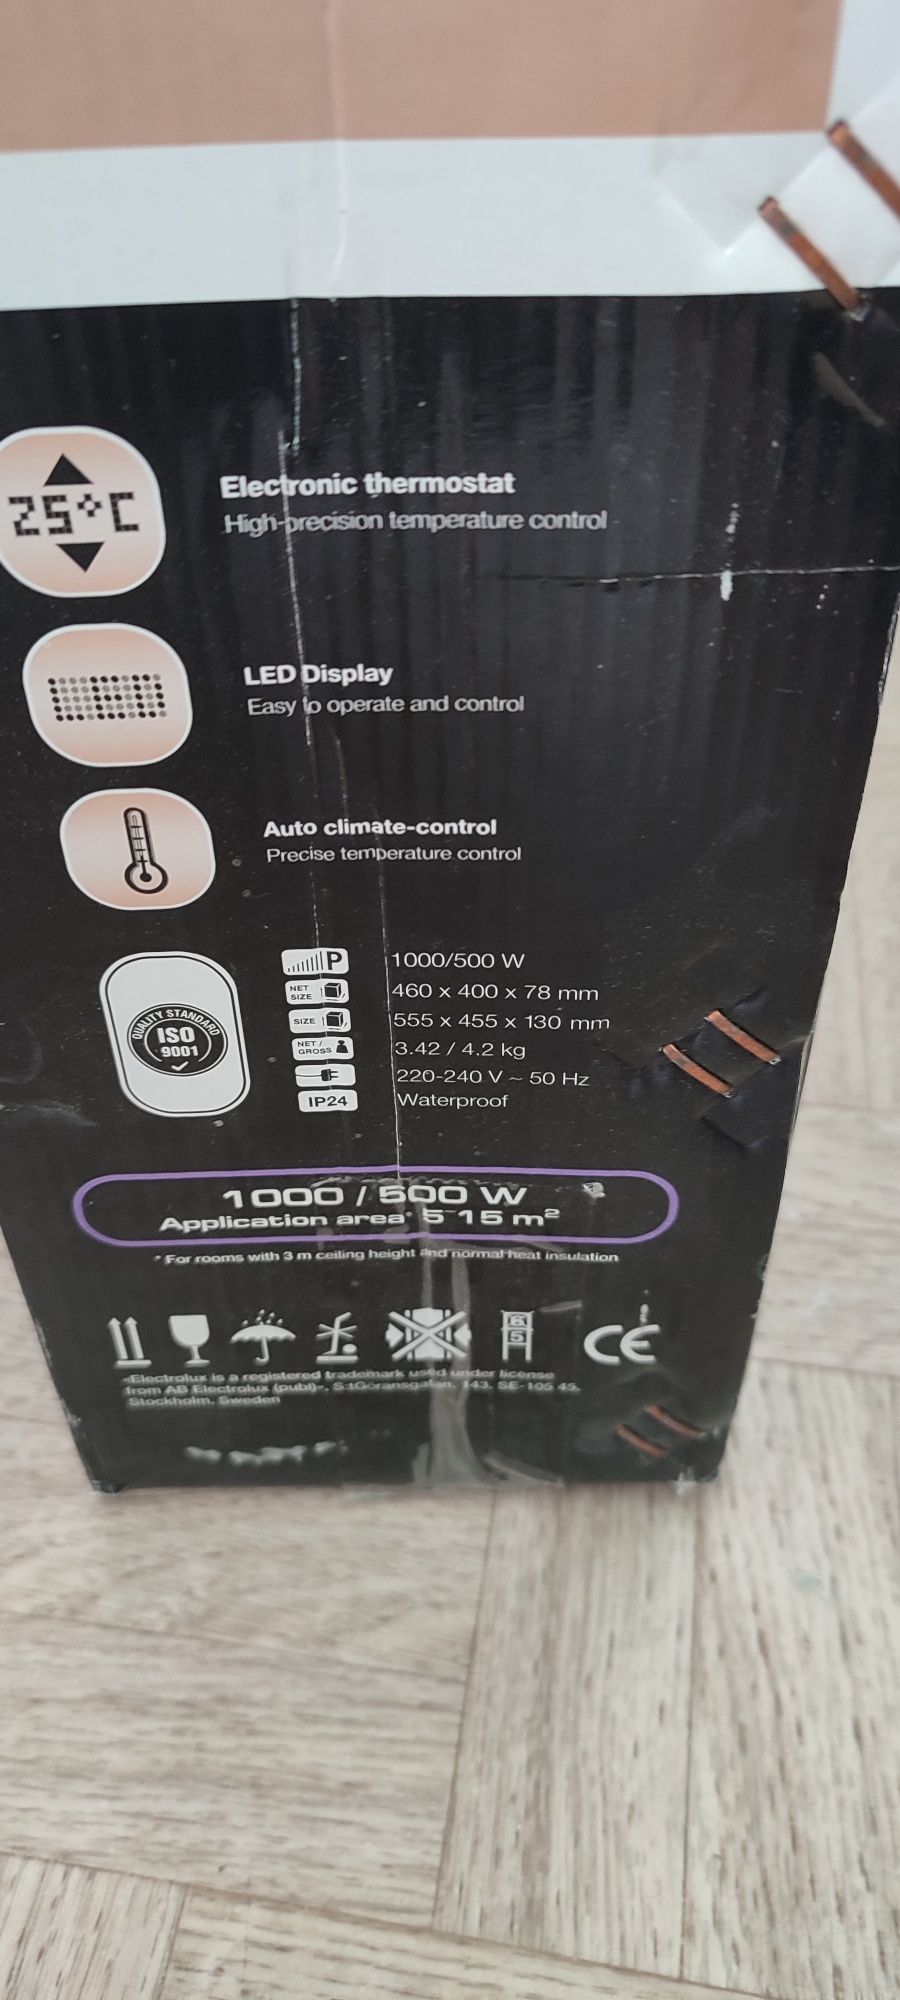 25°C
Electronic thermostat
High-precision temperature control
LED
LED Display
Easy to operate and control
Auto climate-control
Precise temperature control
QUALITY STANDARD
ISO
9001
P 1000/500 W
NET SIZE 460 x 400 x 78 mm
SIZE 555 x 455 x 130 mm
NET / GROSS 3.42 / 4.2 kg
220-240 V ~ 50 Hz
IP24 Waterproof
1000 / 500 W
Application area* 5-15 m²
* For rooms with 3 m ceiling height and normal heat insulation
6
5
CE
«Electrolux is a registered trademark used under license
from AB Electrolux (publ)», S:tGöransgatan, 143, SE-105 45,
Stockholm, Sweden